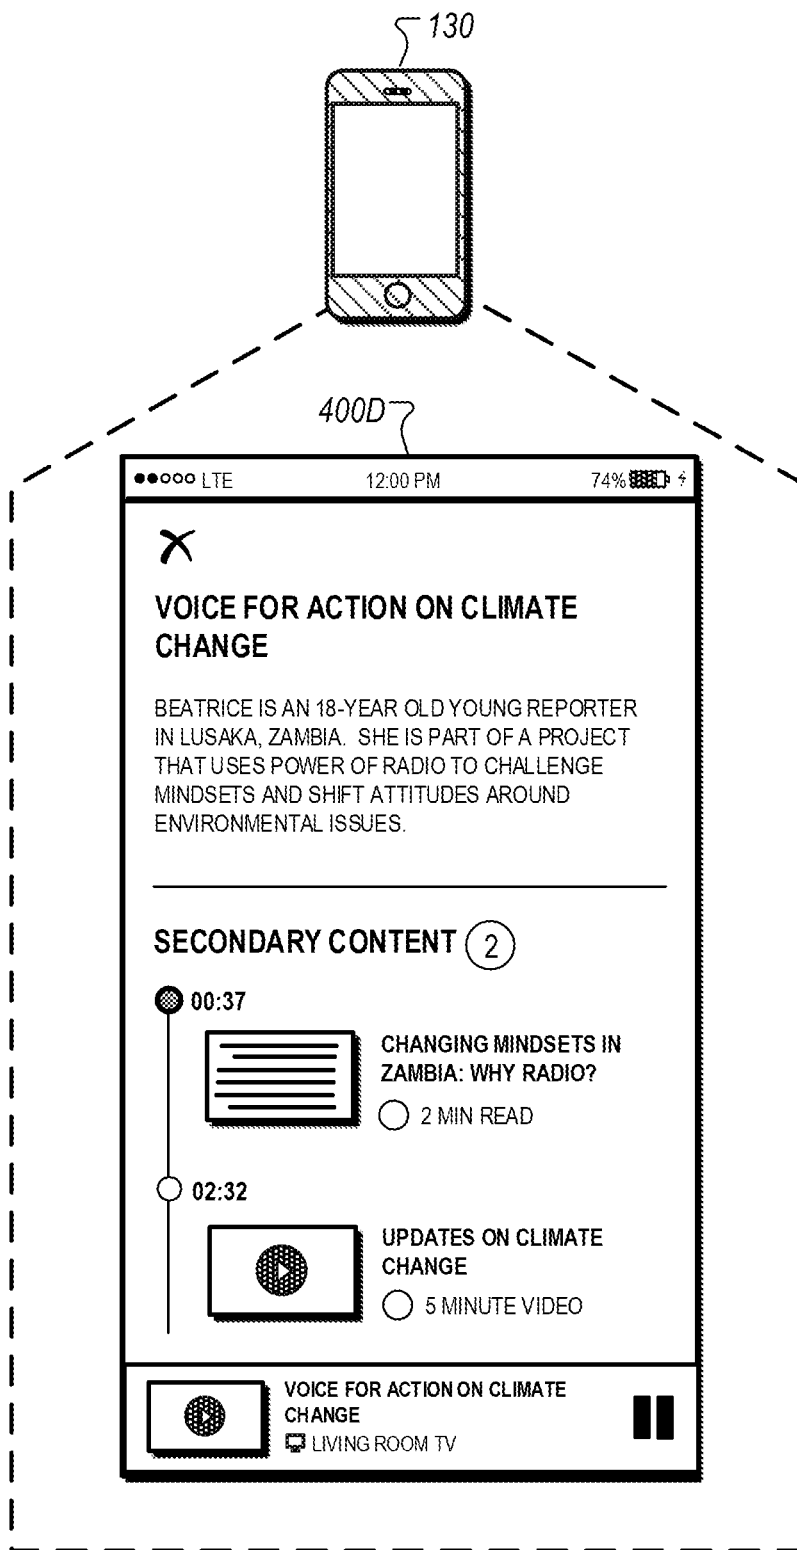 130
400D
LTE 12:00 PM 74%
VOICE FOR ACTION ON CLIMATE
CHANGE
BEATRICE IS AN 18-YEAR OLD YOUNG REPORTER
IN LUSAKA, ZAMBIA. SHE IS PART OF A PROJECT
THAT USES POWER OF RADIO TO CHALLENGE
MINDSETS AND SHIFT ATTITUDES AROUND
ENVIRONMENTAL ISSUES.
SECONDARY CONTENT 2
00:37
CHANGING MINDSETS IN
ZAMBIA: WHY RADIO?
2 MIN READ
02:32
UPDATES ON CLIMATE
CHANGE
5 MINUTE VIDEO
VOICE FOR ACTION ON CLIMATE
CHANGE
LIVING ROOM TV